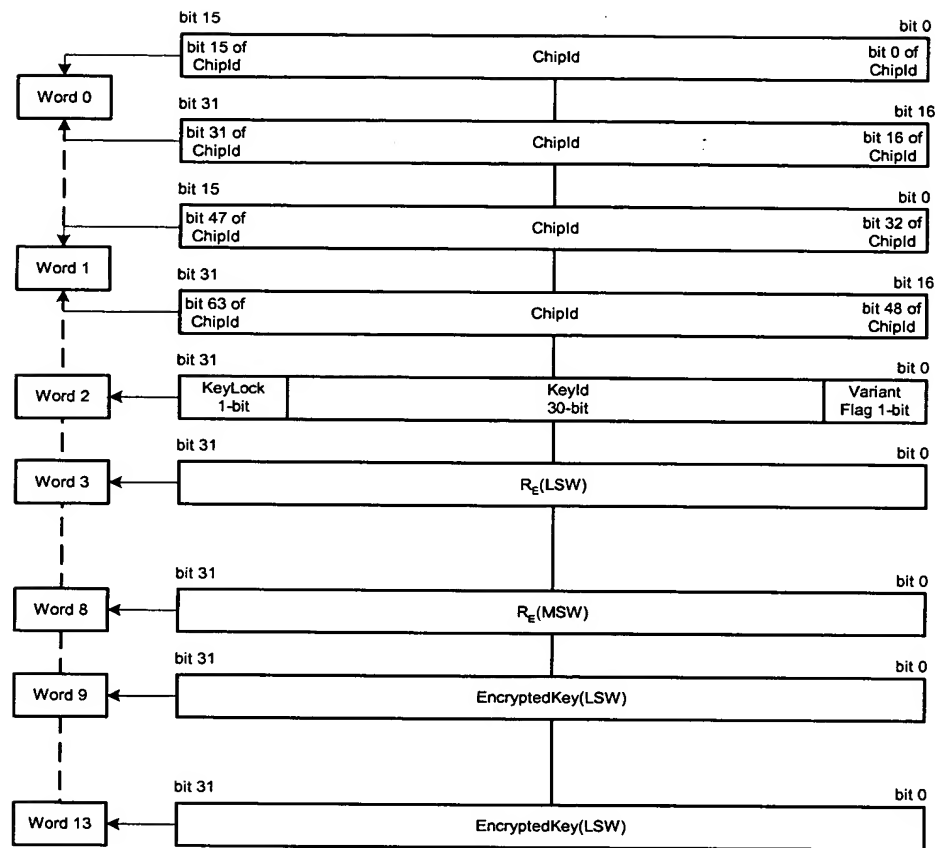 bit 15
bit 0
bit 15 of
ChipId
ChipId
bit 0 of
ChipId
Word 0
bit 31
bit 16
bit 31 of
ChipId
ChipId
bit 16 of
ChipId
bit 15
bit 0
bit 47 of
ChipId
ChipId
bit 32 of
ChipId
Word 1
bit 31
bit 16
bit 63 of
ChipId
ChipId
bit 48 of
ChipId
bit 31
bit 0
Word 2
KeyLock
1-bit
KeyId
30-bit
Variant
Flag 1-bit
bit 31
bit 0
Word 3
RE(LSW)
bit 31
bit 0
Word 8
RE(MSW)
bit 31
bit 0
Word 9
EncryptedKey(LSW)
bit 31
bit 0
Word 13
EncryptedKey(LSW)